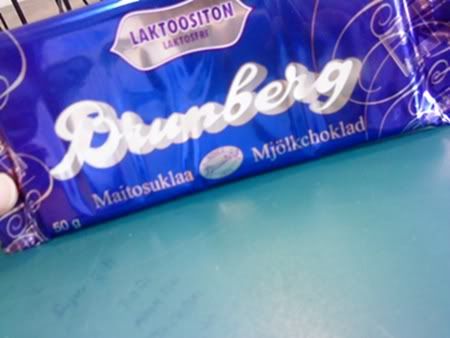 LAKTOOSITON
LAKTOSFRI
Brunberg
Maitosuklaa
Mjölkchoklad
50 g